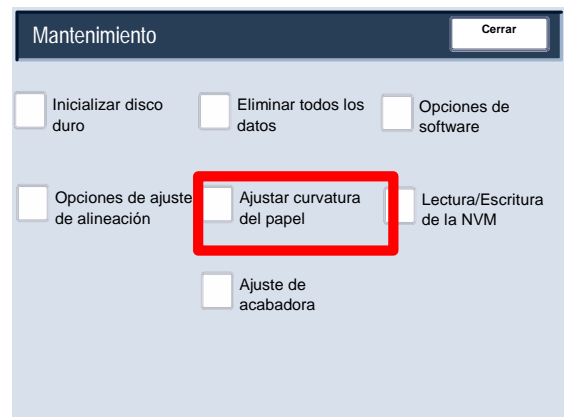 Mantenimiento
Cerrar
Inicializar disco
duro
Eliminar todos los
datos
Opciones de
software
Opciones de ajuste
de alineación
Ajustar curvatura
del papel
Lectura/Escritura
de la NVM
Ajuste de
acabadora